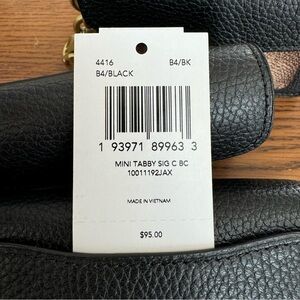 4416 B4/BK
B4/BLACK
1 93971 89963 3
MINI TABBY SIG C BC
10011192JAX
MADE IN VIETNAM
$95.00